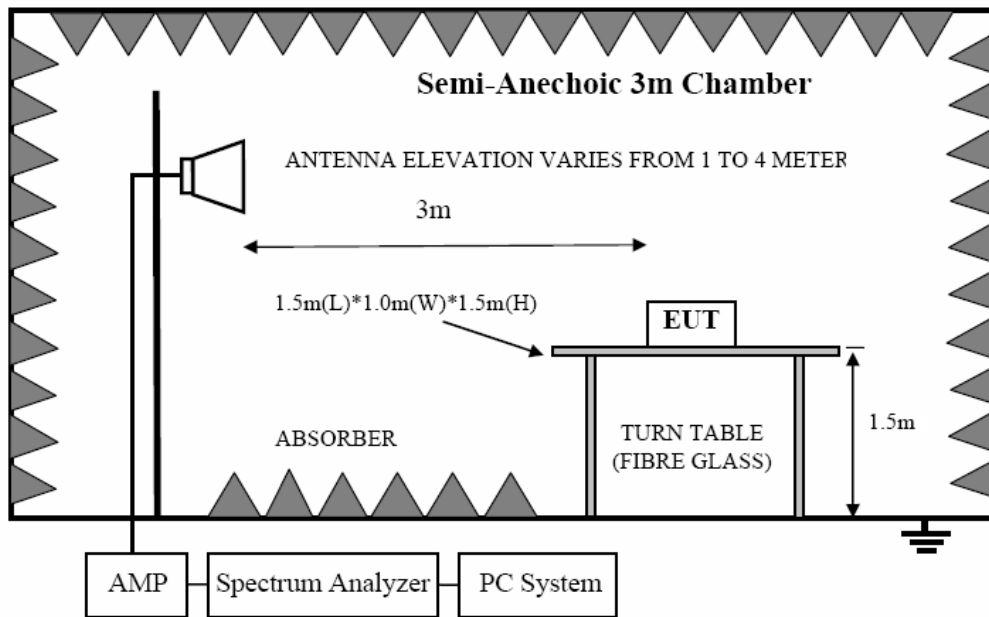 Semi-Anechoic 3m Chamber
ANTENNA ELEVATION VARIES FROM 1 TO 4 METER
3m
1.5m(L)*1.0m(W)*1.5m(H)
EUT
1.5m
ABSORBER
TURN TABLE
(FIBRE GLASS)
AMP
Spectrum Analyzer
PC System